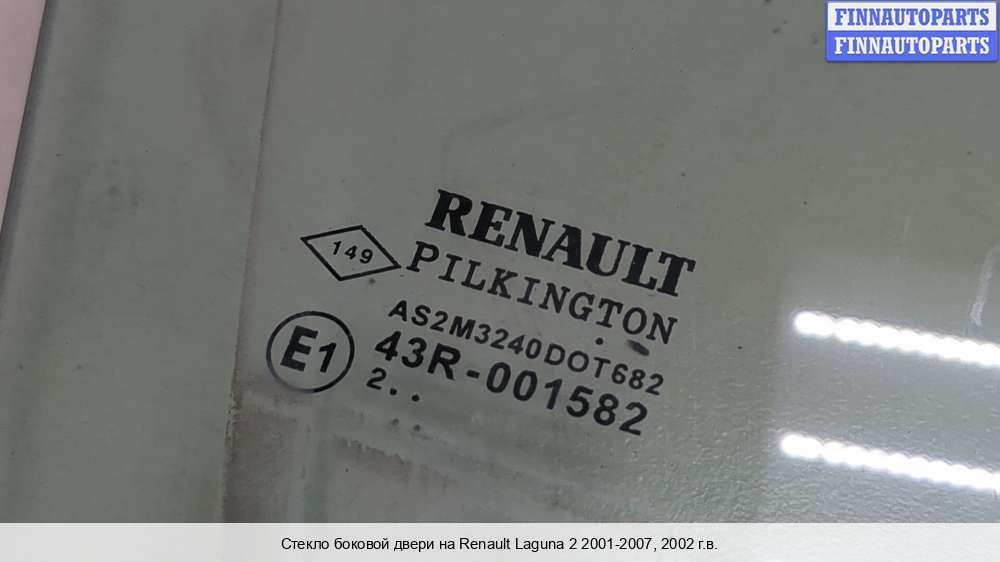 FINNAUTOPARTS
FINNAUTOPARTS
RENAULT
149
PILKINGTON
AS2M3240DOT682
E1
43R-001582
2..
Стекло боковой двери на Renault Laguna 2 2001-2007, 2002 г.в.